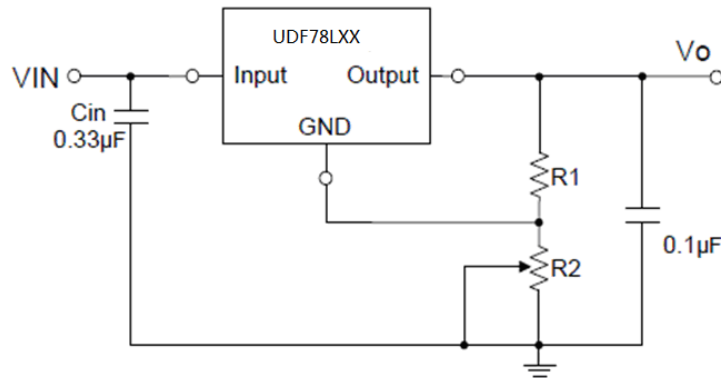 UDF78LXX
Vo
VIN
Input
Output
Cin
0.33µF
GND
R1
R2
0.1µF